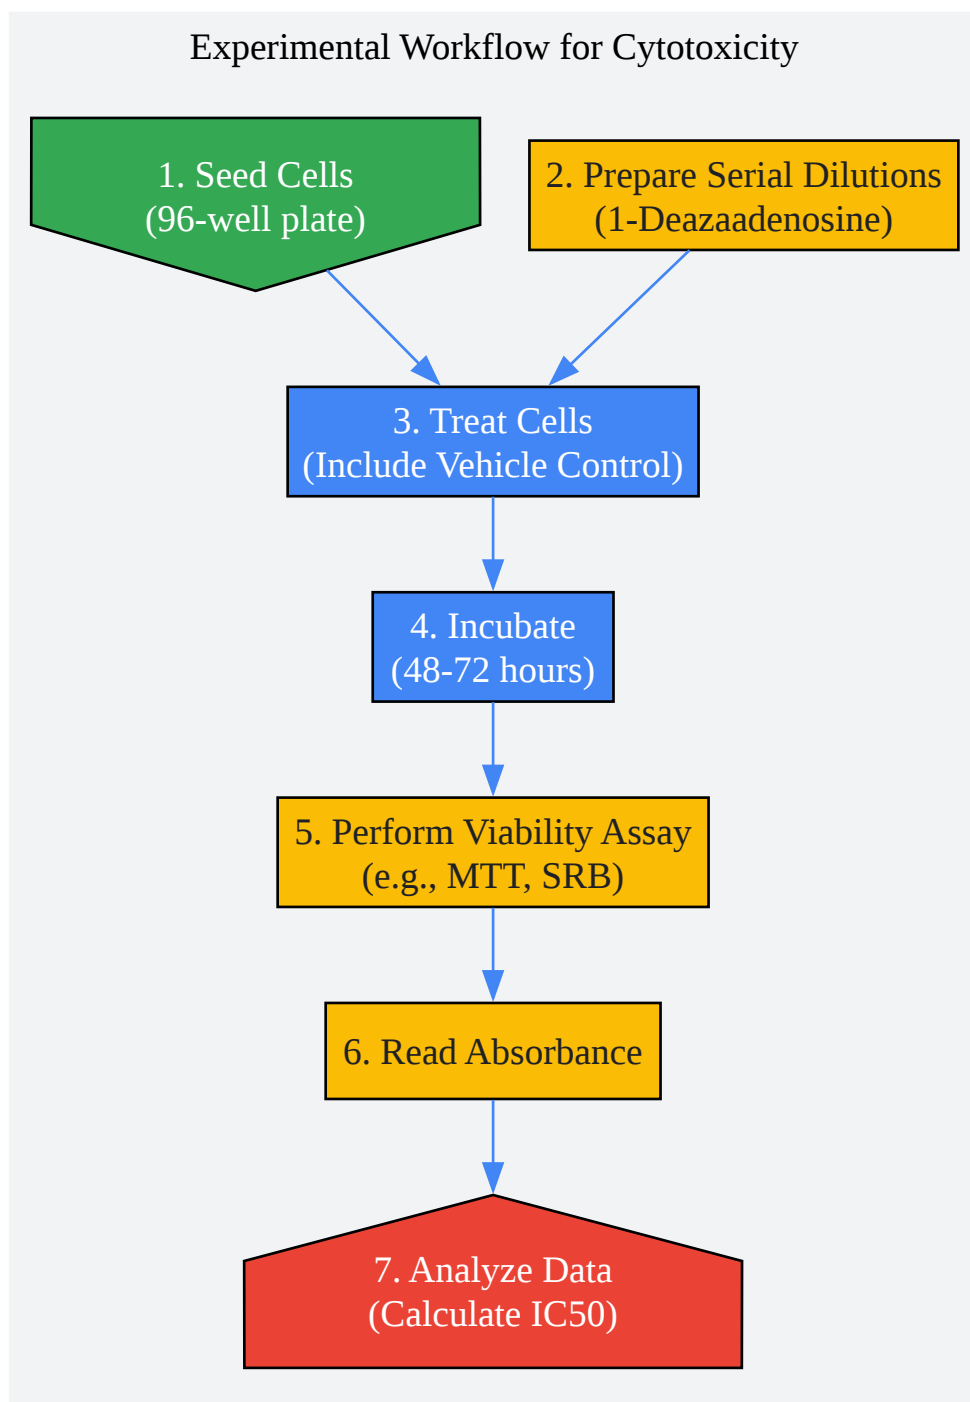 Experimental Workflow for Cytotoxicity
1. Seed Cells
(96-well plate)
2. Prepare Serial Dilutions
(1-Deazaadenosine)
3. Treat Cells
(Include Vehicle Control)
4. Incubate
(48-72 hours)
5. Perform Viability Assay
(e.g., MTT, SRB)
6. Read Absorbance
7. Analyze Data
(Calculate IC50)